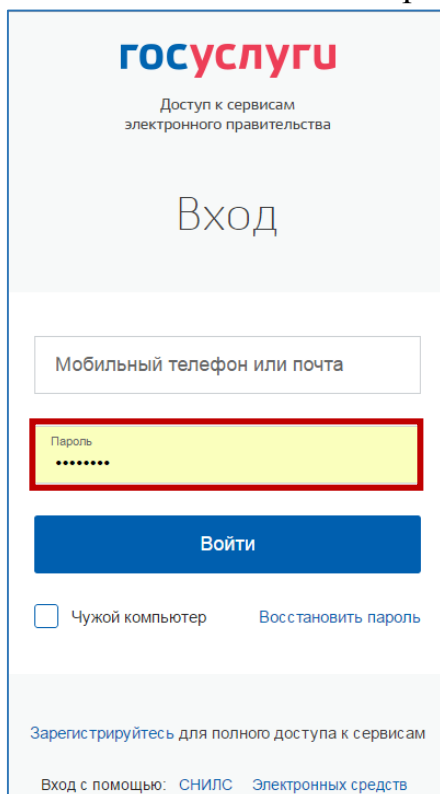 госуслуги
Доступ к сервисам
электронного правительства
Вход
Мобильный телефон или почта
Пароль
••••••••
Войти
Чужой компьютер Восстановить пароль
Зарегистрируйтесь для полного доступа к сервисам
Вход с помощью: СНИЛС Электронных средств